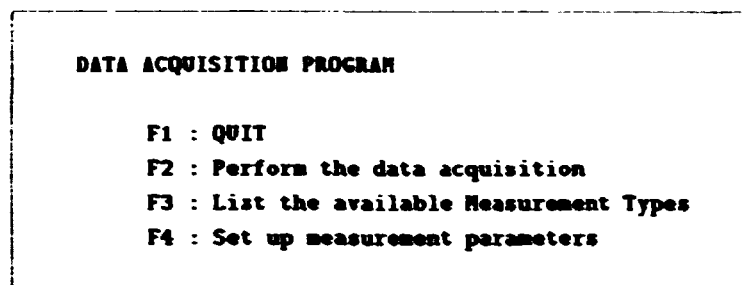 DATA ACQUISITION PROGRAM
F1 : QUIT
F2 : Perform the data acquisition
F3 : List the available Measurement Types
F4 : Set up measurement parameters